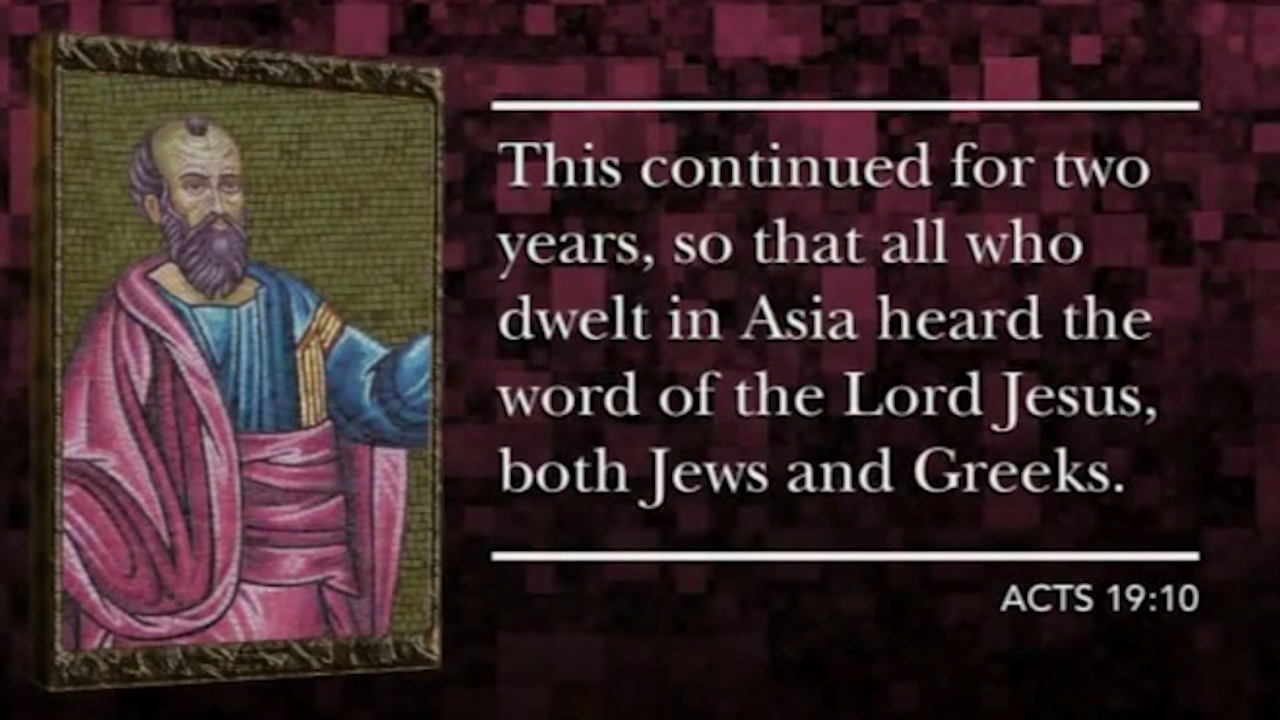 This continued for two
years, so that all who
dwelt in Asia heard the
word of the Lord Jesus,
both Jews and Greeks.
ACTS 19:10